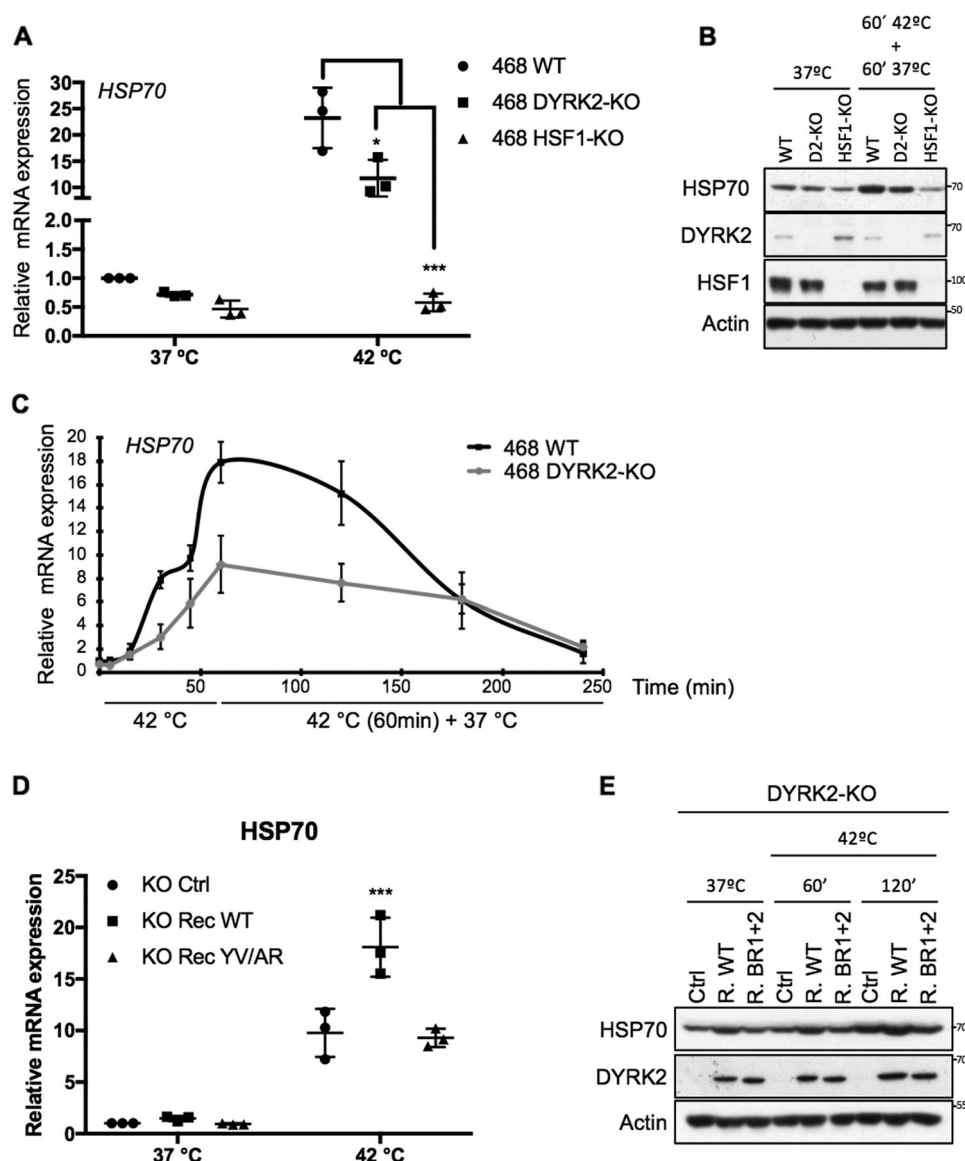 A
HSP70
Relative mRNA expression
30
25
20
15
10
2.0
1.5
1.0
0.5
0.0
37 °C
42 °C
*
***
468 WT
468 DYRK2-KO
468 HSF1-KO
B
60′ 42ºC
+
60′ 37ºC
37ºC
WT
D2-KO
HSF1-KO
WT
D2-KO
HSF1-KO
HSP70
70
DYRK2
70
HSF1
100
50
Actin
C
HSP70
Relative mRNA expression
20
18
16
14
12
10
8
6
4
2
0
50
100
150
200
250
Time (min)
42 °C
42 °C (60min) + 37 °C
468 WT
468 DYRK2-KO
D
HSP70
Relative mRNA expression
25
20
15
10
5
0
37 °C
42 °C
KO Ctrl
KO Rec WT
KO Rec YV/AR
***
E
DYRK2-KO
42ºC
37ºC
60′
120′
Ctrl
R. WT
R. BR1+2
Ctrl
R. WT
R. BR1+2
Ctrl
R. WT
R. BR1+2
HSP70
70
DYRK2
70
55
Actin